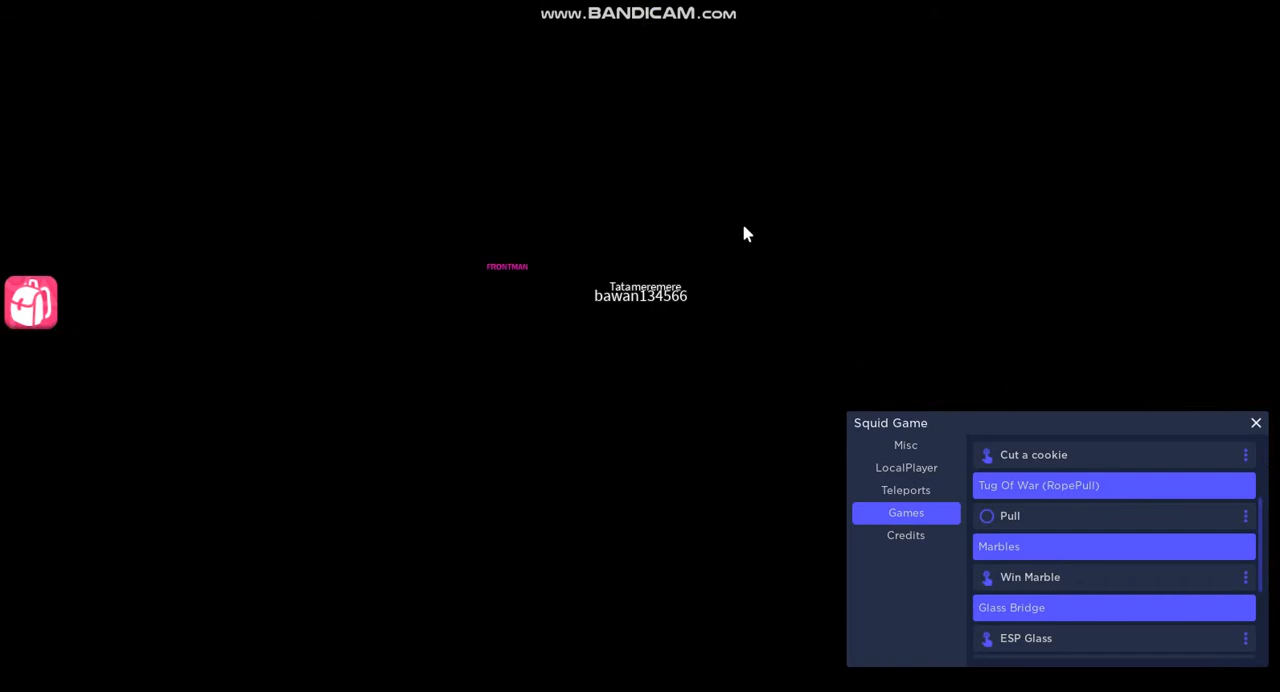 www.BANDICAM.com
FRONTMAN
Tatameremere
bawan134566
Squid Game
Misc
LocalPlayer
Teleports
Games
Credits
Cut a cookie
Tug Of War (RopePull)
Pull
Marbles
Win Marble
Glass Bridge
ESP Glass